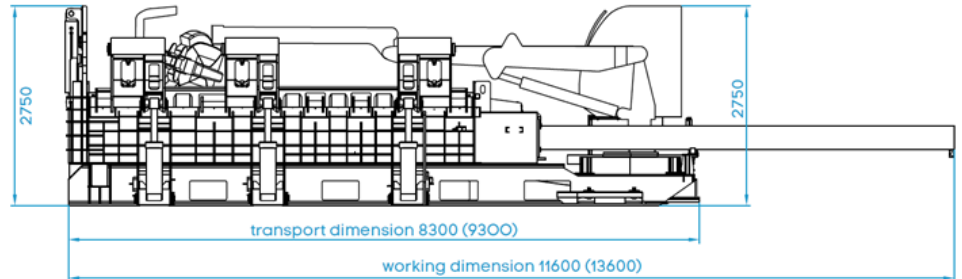 2750
2750
transport dimension 8300 (9300)
working dimension 11600 (13600)